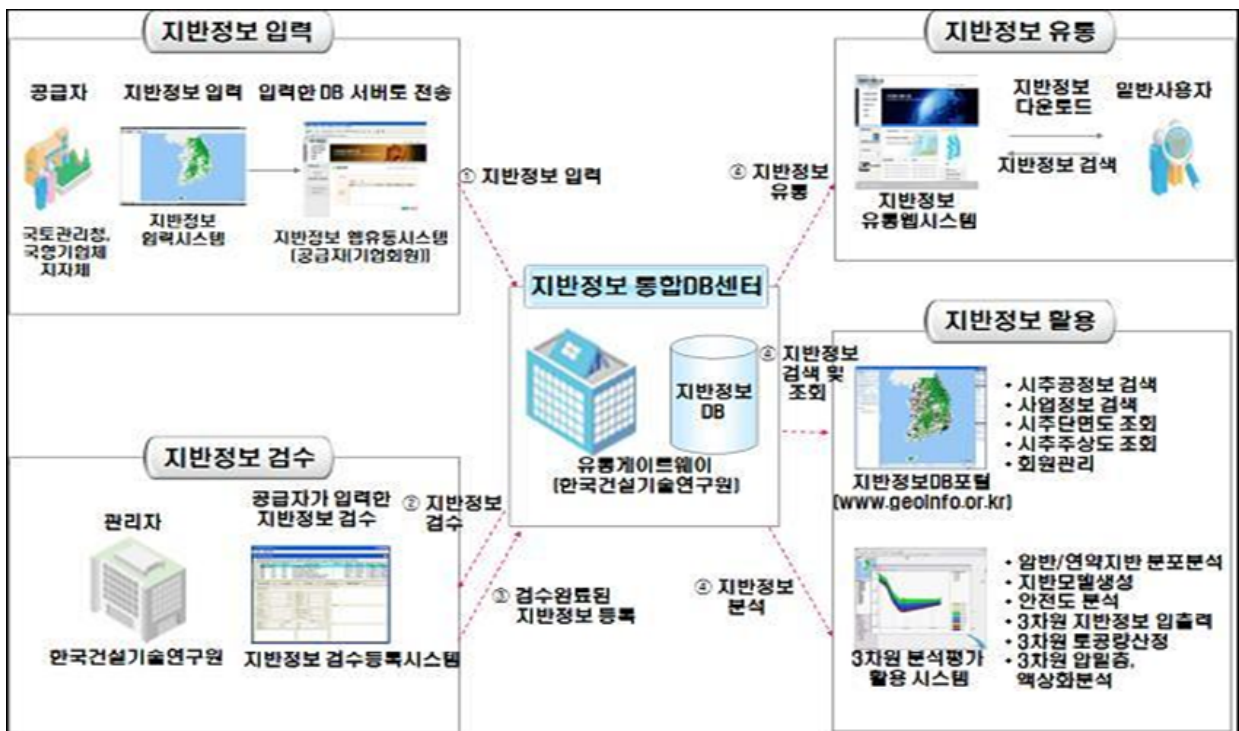 지반정보 입력
공급자
지반정보 입력
입력한 DB 서버토 전송
국토관리청,
국형기업체
지자체
지반정보
입력시스템
지반정보 웹유동시스템
(공급자(기업회원))
① 지반정보 입력
지반정보 유통
지반정보
다운로드
일반사용자
지반정보 검색
지반정보
유통웹시스템
④ 지반정보
유통
지반정보 통합DB센터
지반정보
DB
유통게이트웨이
(한국건설기술연구원)
④ 지반정보
검색 및
조회
지반정보 활용
• 시추공정보 검색
• 사업정보 검색
• 시추단면도 조회
• 시추주상도 조회
• 회원관리
지반정보DB포털
(www.geoinfo.or.kr)
④ 지반정보
분석
• 암반/연약지반 분포분석
• 지반모델생성
• 안전도 분석
• 3차원 지반정보 입출력
• 3차원 토공량산정
• 3차원 압밀층,
액상화분석
3차원 분석평가
활용 시스템
지반정보 검수
관리자
공급자가 입력한
지반정보 검수
한국건설기술연구원
지반정보 검수등록시스템
② 지반정보
검수
③ 검수완료된
지반정보 등록